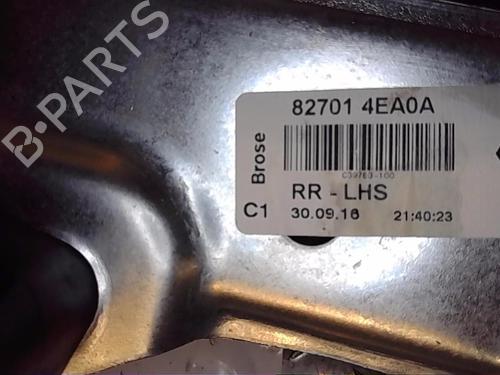 B-PARTS
82701 4EA0A
Brose
C39763-100
RR - LHS
C1 30.09.16 21:40:23